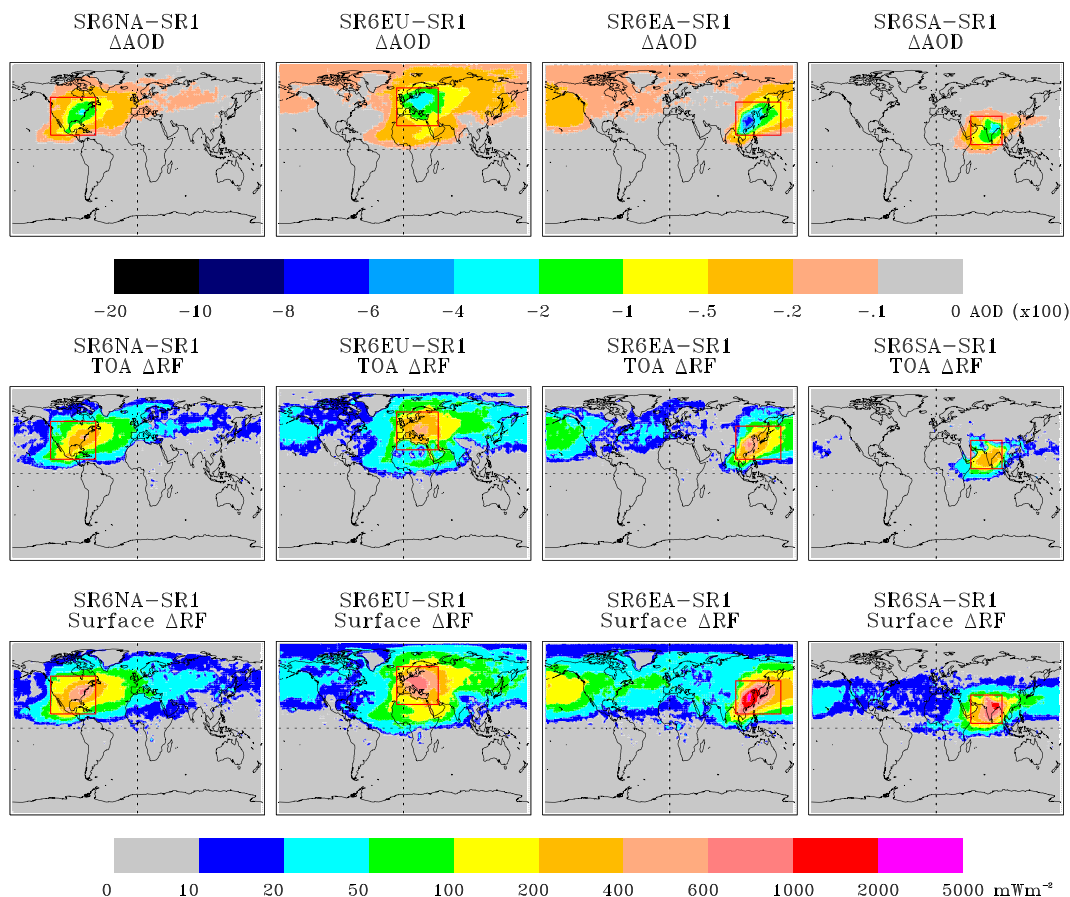 SR6NA−SR1 SR6EU−SR1 SR6EA−SR1 SR6SA−SR1
ΔAOD ΔAOD ΔAOD ΔAOD
−20 −10 −8 −6 −4 −2 −1 −.5 −.2 −.1 0 AOD (x100)
SR6NA−SR1 SR6EU−SR1 SR6EA−SR1 SR6SA−SR1
TOA ΔRF TOA ΔRF TOA ΔRF TOA ΔRF
SR6NA−SR1 SR6EU−SR1 SR6EA−SR1 SR6SA−SR1
Surface ΔRF Surface ΔRF Surface ΔRF Surface ΔRF
0 10 20 50 100 200 400 600 1000 2000 5000 mWm⁻²